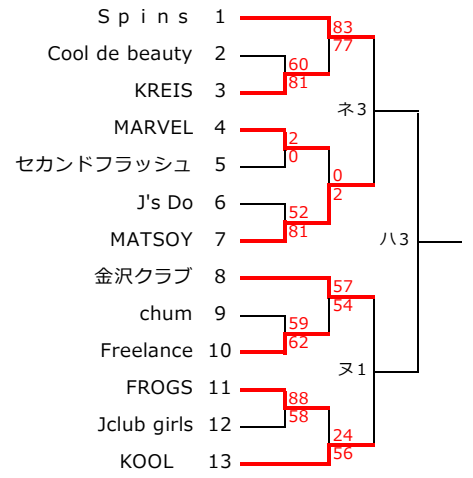 Ｓｐｉｎｓ 1
83
77
Cool de beauty 2
60
81
KREIS 3
ネ3
MARVEL 4
2
0
セカンドフラッシュ 5
0
2
J's Do 6
52
81
MATSOY 7
ハ3
金沢クラブ 8
57
54
chum 9
59
62
Freelance 10
ヌ1
FROGS 11
88
58
Jclub girls 12
24
56
KOOL 13